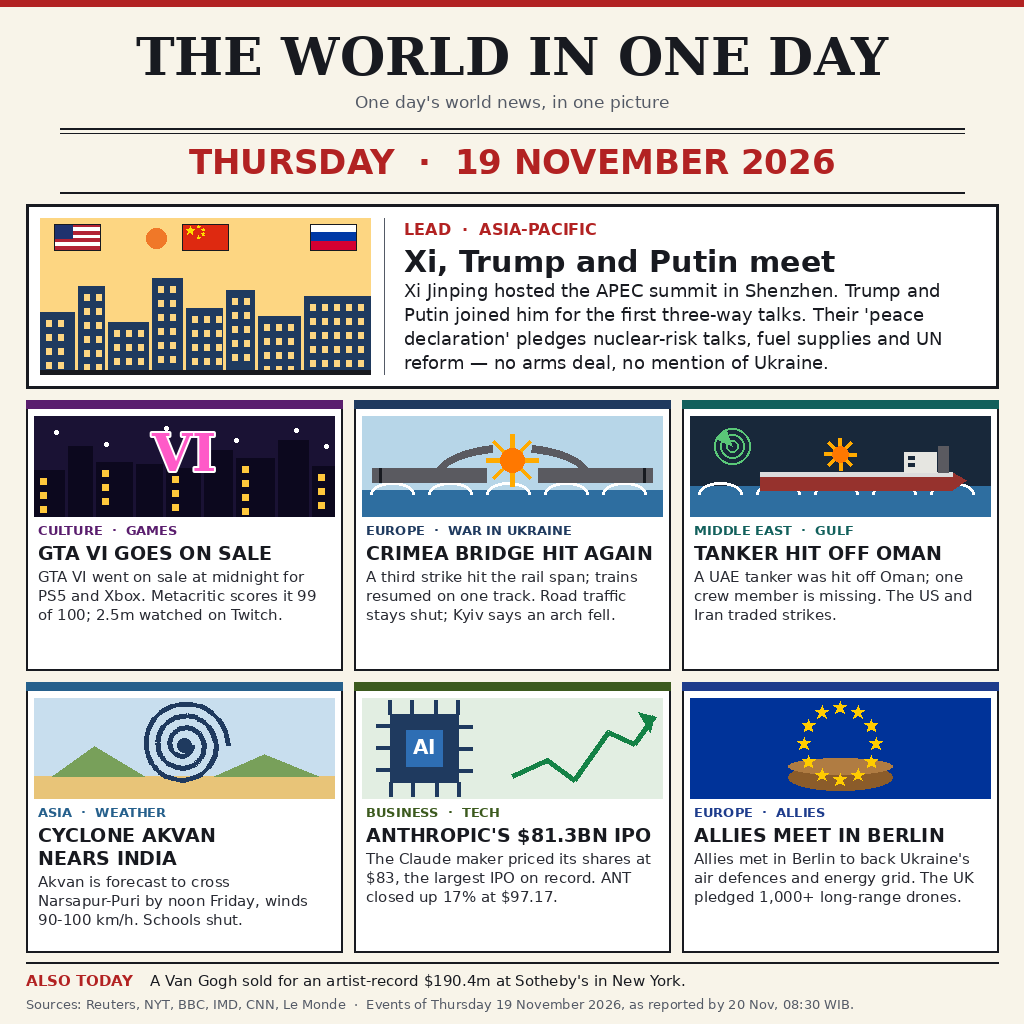 THE WORLD IN ONE DAY
One day's world news, in one picture
THURSDAY · 19 NOVEMBER 2026
LEAD · ASIA-PACIFIC
Xi, Trump and Putin meet
Xi Jinping hosted the APEC summit in Shenzhen. Trump and
Putin joined him for the first three-way talks. Their 'peace
declaration' pledges nuclear-risk talks, fuel supplies and UN
reform — no arms deal, no mention of Ukraine.
VI
CULTURE · GAMES
GTA VI GOES ON SALE
GTA VI went on sale at midnight for
PS5 and Xbox. Metacritic scores it 99
of 100; 2.5m watched on Twitch.
EUROPE · WAR IN UKRAINE
CRIMEA BRIDGE HIT AGAIN
A third strike hit the rail span; trains
resumed on one track. Road traffic
stays shut; Kyiv says an arch fell.
MIDDLE EAST · GULF
TANKER HIT OFF OMAN
A UAE tanker was hit off Oman; one
crew member is missing. The US and
Iran traded strikes.
ASIA · WEATHER
CYCLONE AKVAN
NEARS INDIA
Akvan is forecast to cross
Narsapur-Puri by noon Friday, winds
90-100 km/h. Schools shut.
AI
BUSINESS · TECH
ANTHROPIC'S $81.3BN IPO
The Claude maker priced its shares at
$83, the largest IPO on record. ANT
closed up 17% at $97.17.
EUROPE · ALLIES
ALLIES MEET IN BERLIN
Allies met in Berlin to back Ukraine's
air defences and energy grid. The UK
pledged 1,000+ long-range drones.
ALSO TODAY A Van Gogh sold for an artist-record $190.4m at Sotheby's in New York.
Sources: Reuters, NYT, BBC, IMD, CNN, Le Monde · Events of Thursday 19 November 2026, as reported by 20 Nov, 08:30 WIB.